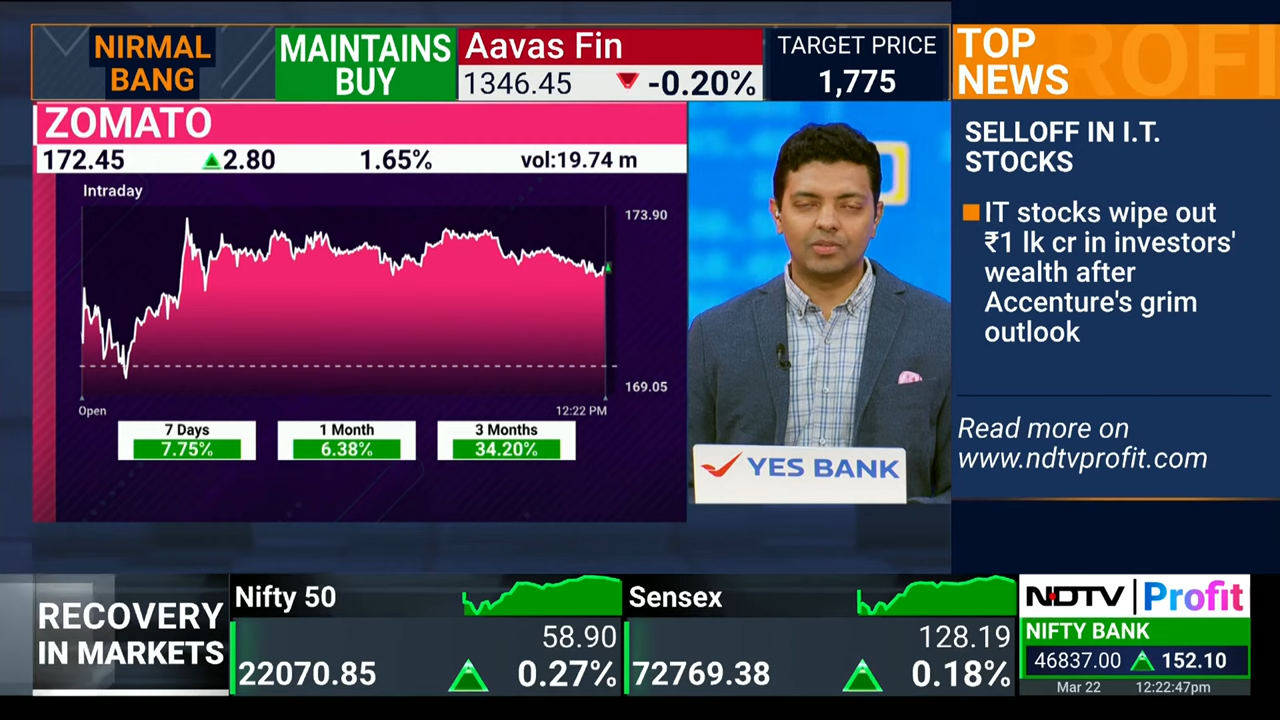 NIRMAL
BANG
MAINTAINS
BUY
Aavas Fin
1346.45 -0.20%
TARGET PRICE
1,775
TOP
NEWS
ZOMATO
172.45 2.80 1.65% vol:19.74 m
Intraday
173.90
169.05
Open 12:22 PM
7 Days
7.75%
1 Month
6.38%
3 Months
34.20%
YES BANK
SELLOFF IN I.T.
STOCKS
IT stocks wipe out
₹1 lk cr in investors'
wealth after
Accenture's grim
outlook
Read more on
www.ndtvprofit.com
RECOVERY
IN MARKETS
Nifty 50
58.90
22070.85 0.27%
Sensex
128.19
72769.38 0.18%
NDTV Profit
NIFTY BANK
46837.00 152.10
Mar 22 12:22:47pm